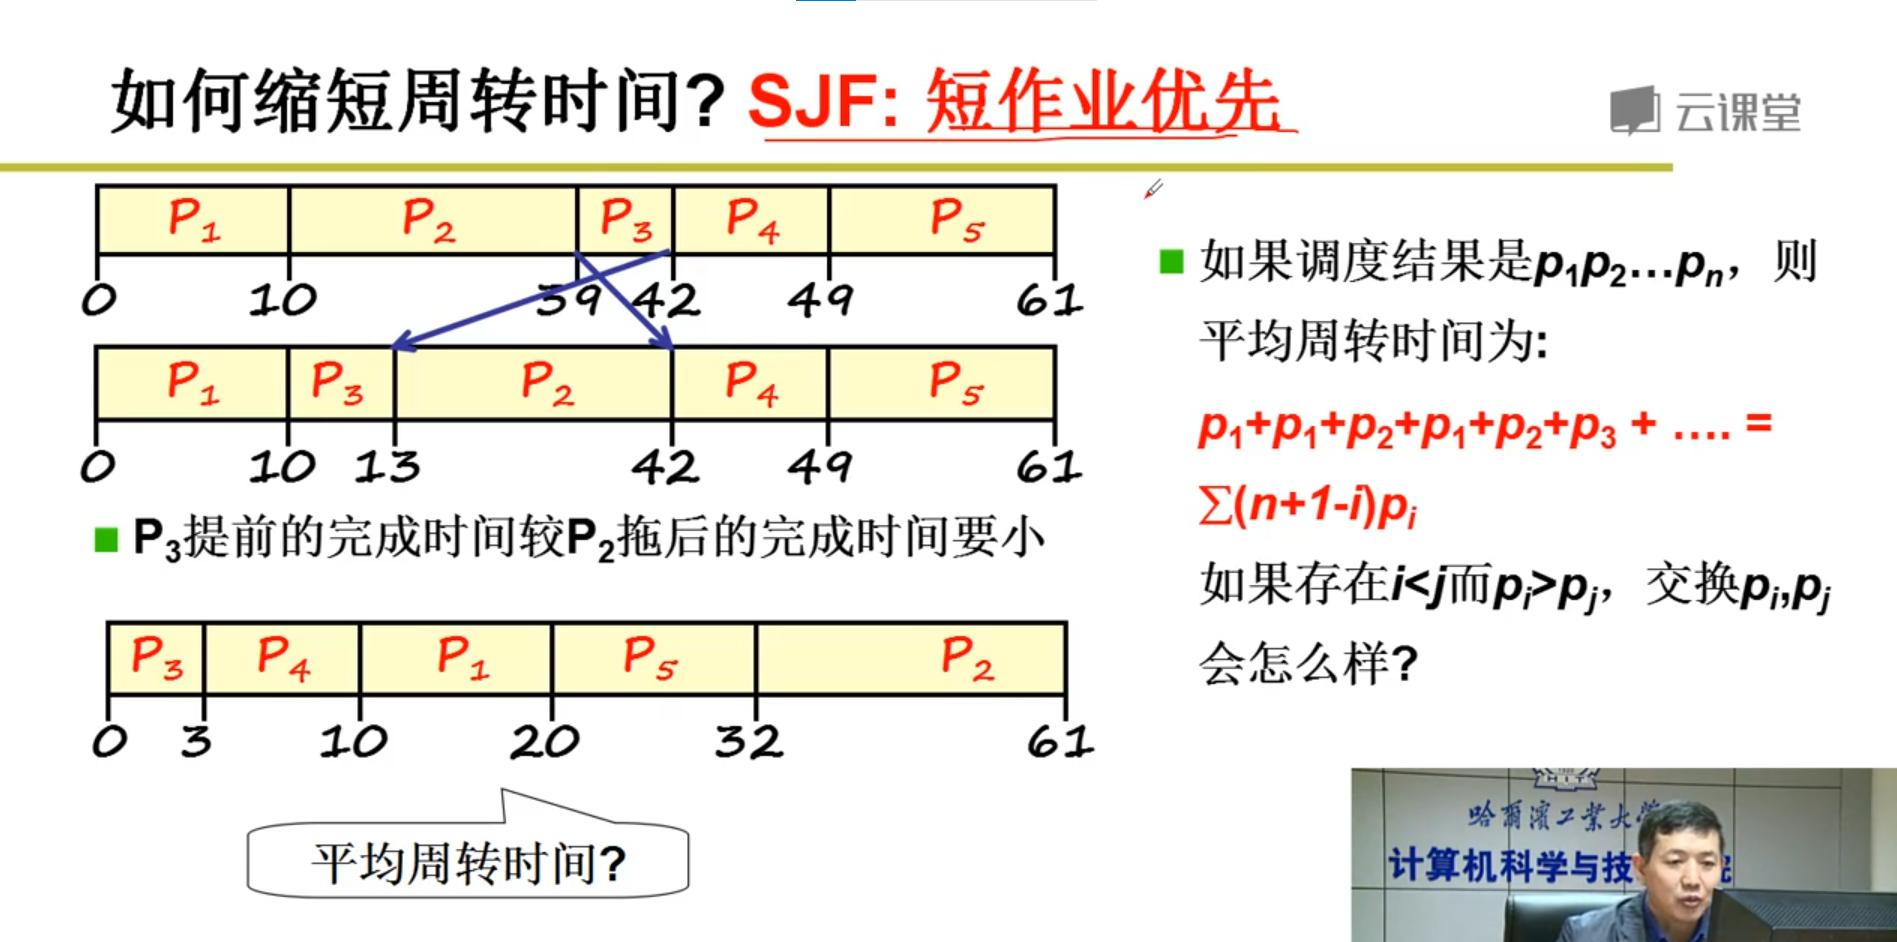 如何缩短周转时间? SJF: 短作业优先
云课堂
P1 P2 P3 P4 P5
0 10 39 42 49 61
P1 P3 P2 P4 P5
0 10 13 42 49 61
P3提前的完成时间较P2拖后的完成时间要小
P3 P4 P1 P5 P2
0 3 10 20 32 61
平均周转时间?
如果调度结果是p1p2…pn，则
平均周转时间为:
p1+p1+p2+p1+p2+p3 + …. =
∑(n+1-i)pi
如果存在i<j而pi>pj，交换pi,pj
会怎么样?
哈爾濱工業大学
计算机科学与技 院